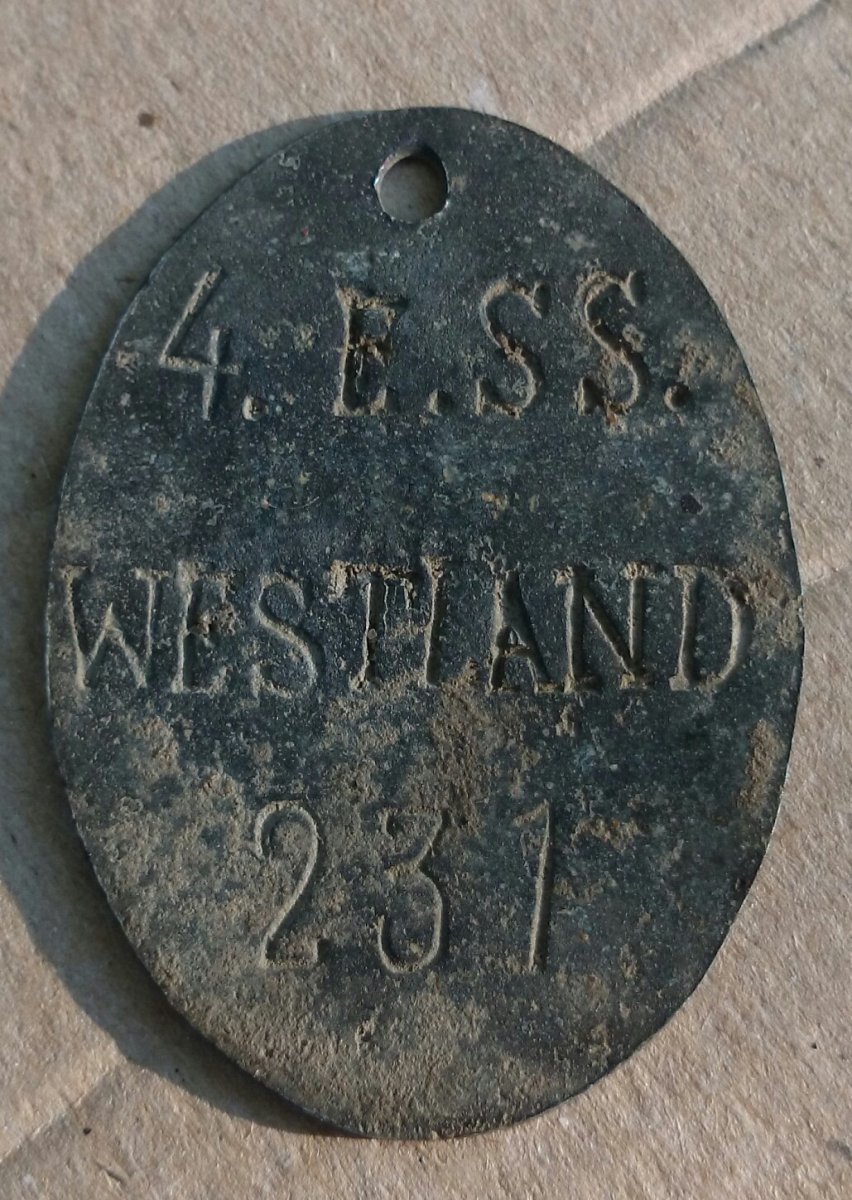 4. E.SS.
WESTLAND
231